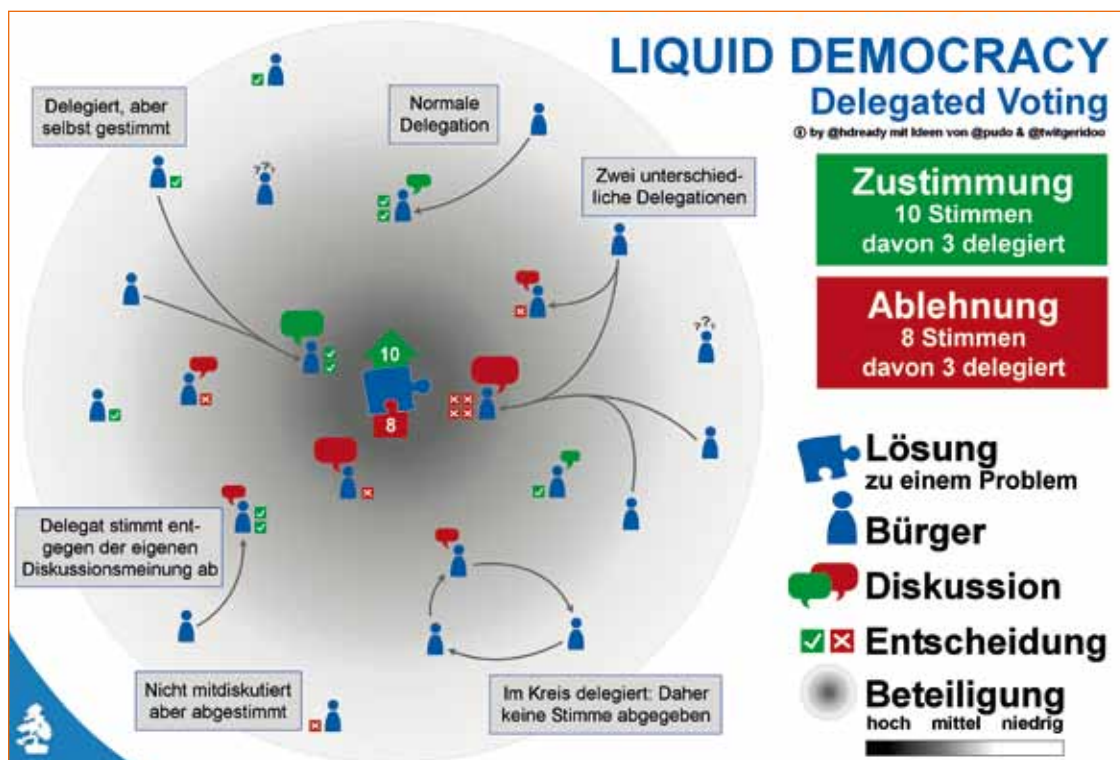 LIQUID DEMOCRACY
Delegated Voting
by @hdready mit Ideen von @pudo & @twitgeridoo
Delegiert, aber
selbst gestimmt
Normale
Delegation
Zwei unterschied-
liche Delegationen
Zustimmung
10 Stimmen
davon 3 delegiert
Ablehnung
8 Stimmen
davon 3 delegiert
???
???
10
8
Lösung
zu einem Problem
Bürger
Diskussion
Entscheidung
Beteiligung
hoch mittel niedrig
Delegat stimmt ent-
gegen der eigenen
Diskussionsmeinung ab
Nicht mitdiskutiert
aber abgestimmt
Im Kreis delegiert: Daher
keine Stimme abgegeben